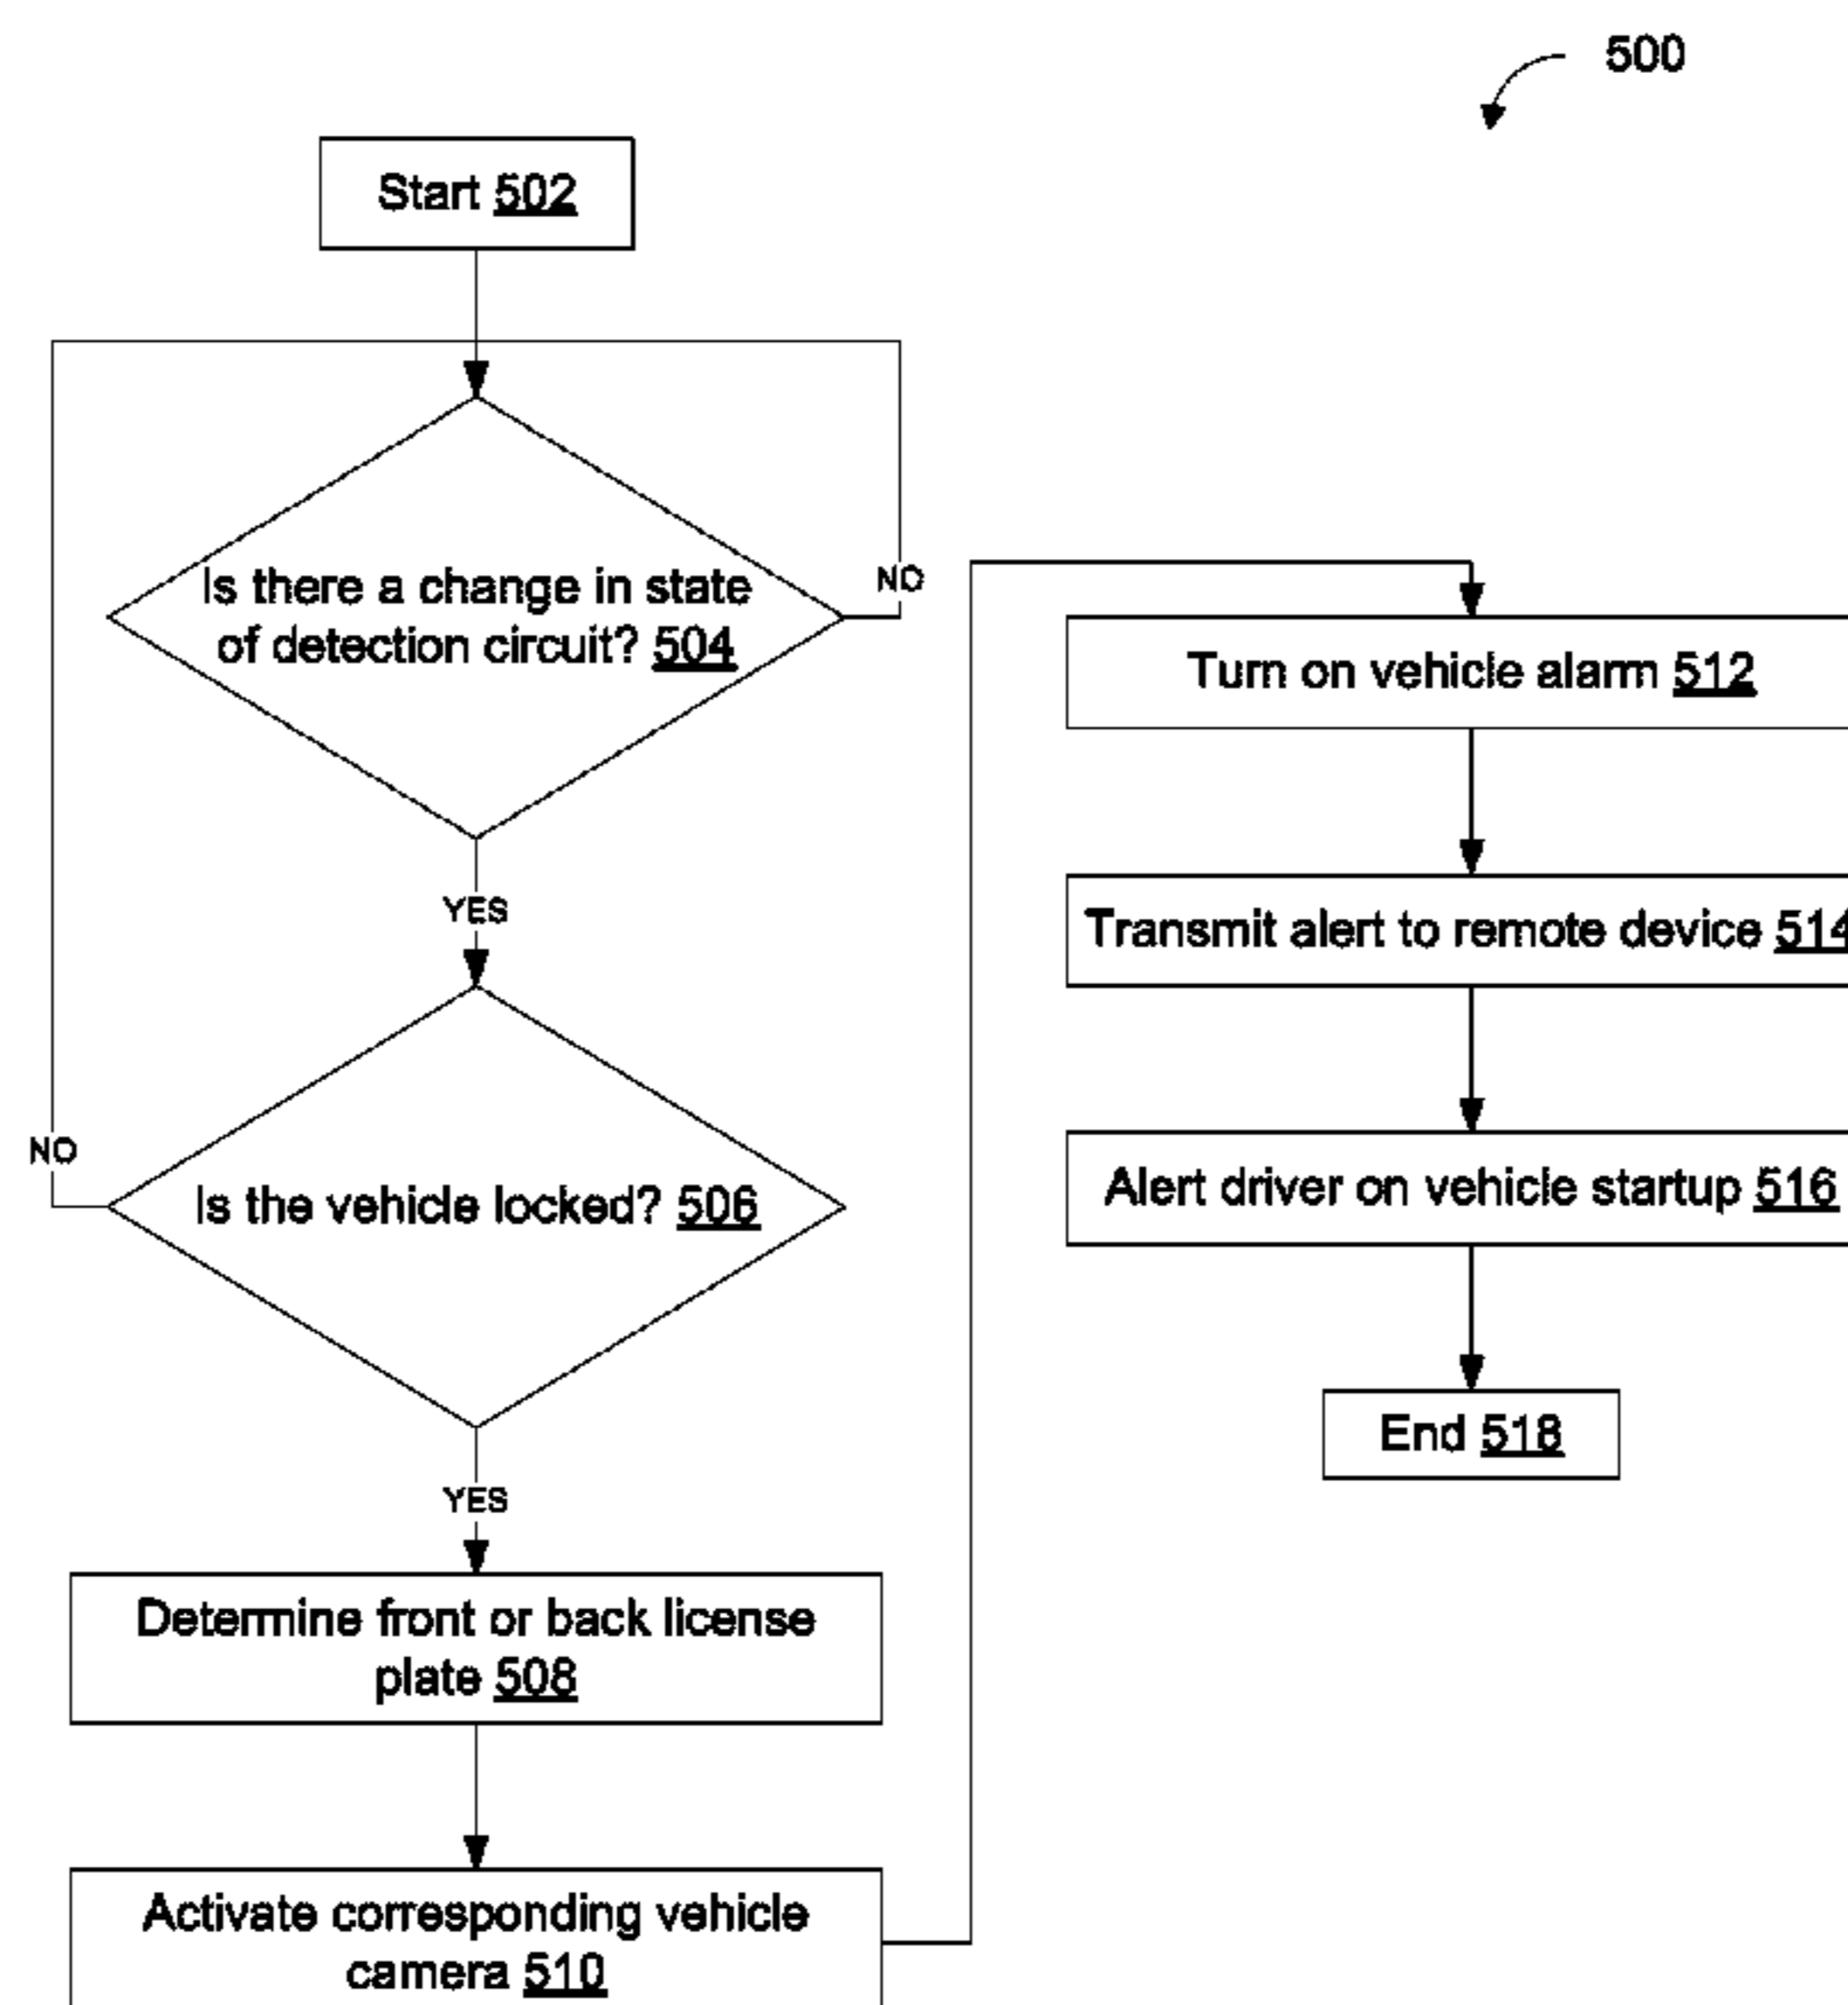 500
Start 502
Is there a change in state
of detection circuit? 504
NO
YES
Is the vehicle locked? 506
NO
YES
Determine front or back license
plate 508
Activate corresponding vehicle
camera 510
Turn on vehicle alarm 512
Transmit alert to remote device 514
Alert driver on vehicle startup 516
End 518